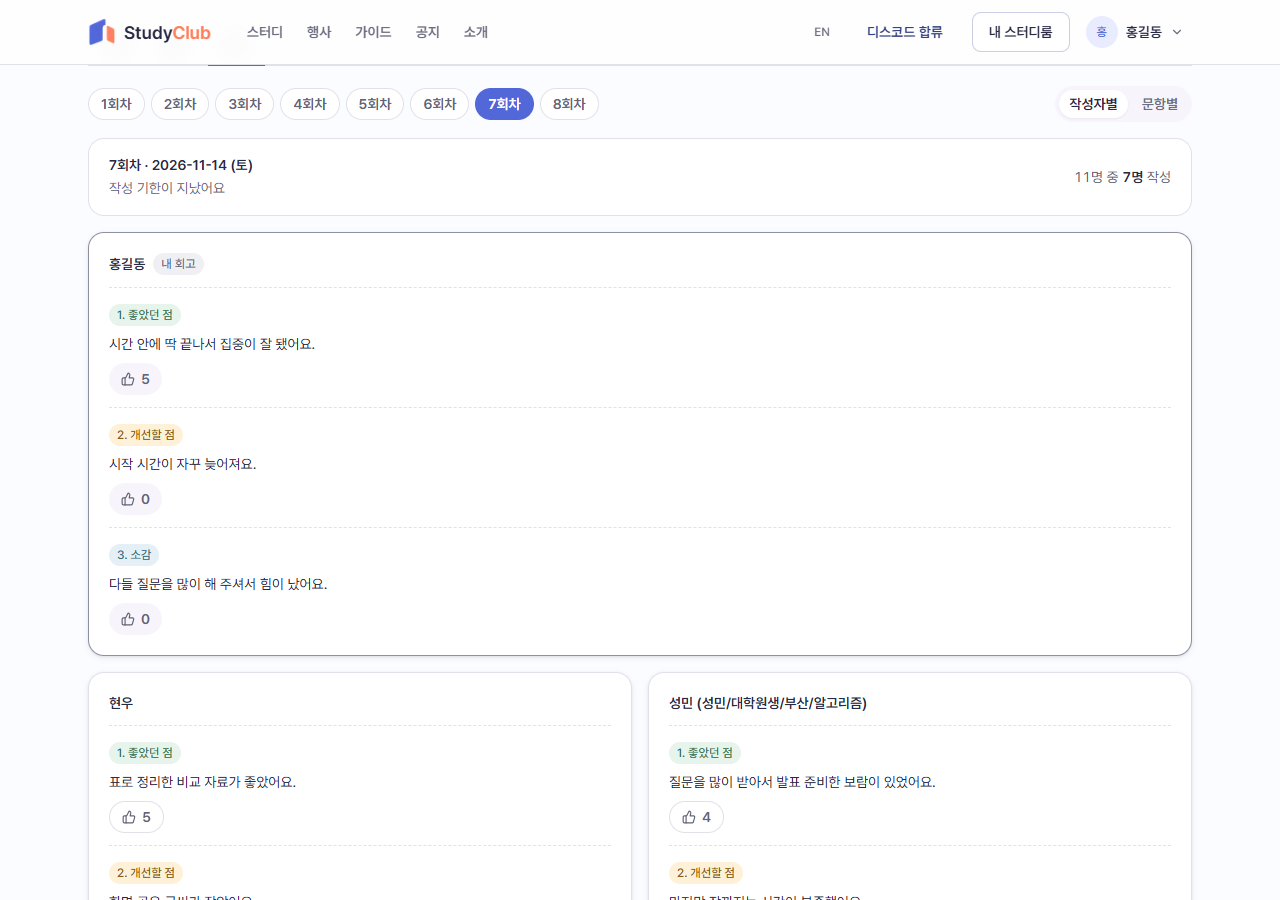 StudyClub 스터디 행사 가이드 공지 소개 EN 디스코드 합류 내 스터디룸 홍 홍길동
1회차 2회차 3회차 4회차 5회차 6회차 7회차 8회차 작성자별 문항별
7회차 · 2026-11-14 (토)
작성 기한이 지났어요
11명 중 7명 작성
홍길동 내 회고
1. 좋았던 점
시간 안에 딱 끝나서 집중이 잘 됐어요.
5
2. 개선할 점
시작 시간이 자꾸 늦어져요.
0
3. 소감
다들 질문을 많이 해 주셔서 힘이 났어요.
0
현우
1. 좋았던 점
표로 정리한 비교 자료가 좋았어요.
5
2. 개선할 점
성민 (성민/대학원생/부산/알고리즘)
1. 좋았던 점
질문을 많이 받아서 발표 준비한 보람이 있었어요.
4
2. 개선할 점